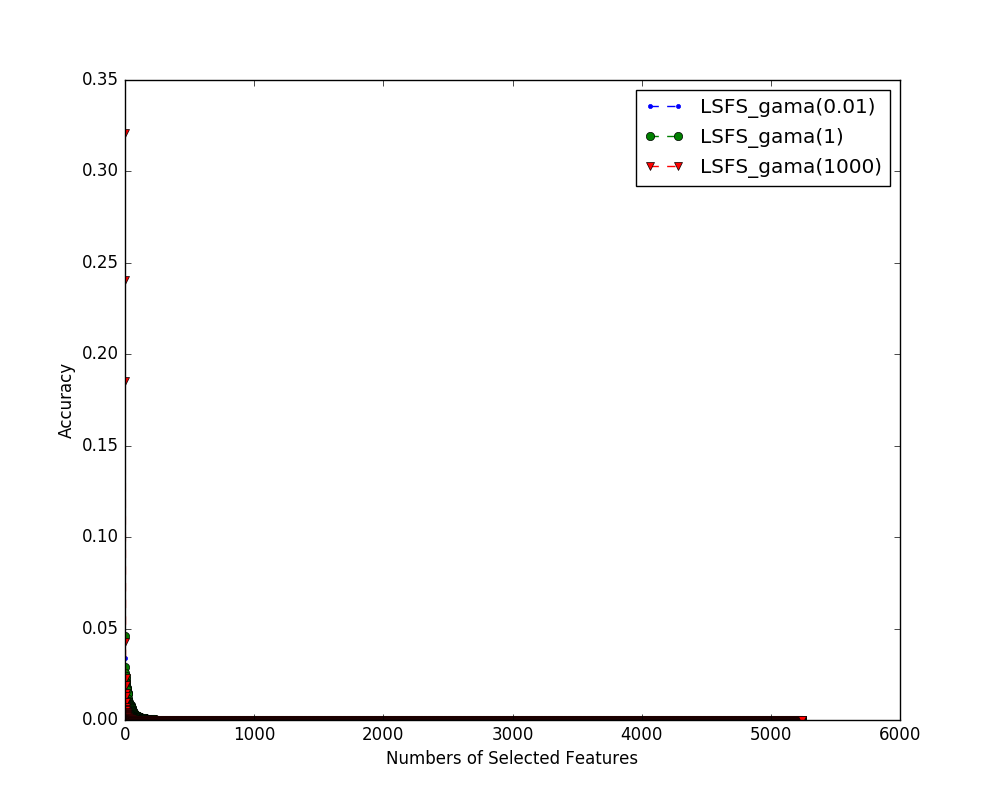 0.35
0.30
0.25
0.20
0.15
0.10
0.05
0.00
Accuracy
LSFS_gama(0.01)
LSFS_gama(1)
LSFS_gama(1000)
0 1000 2000 3000 4000 5000 6000
Numbers of Selected Features